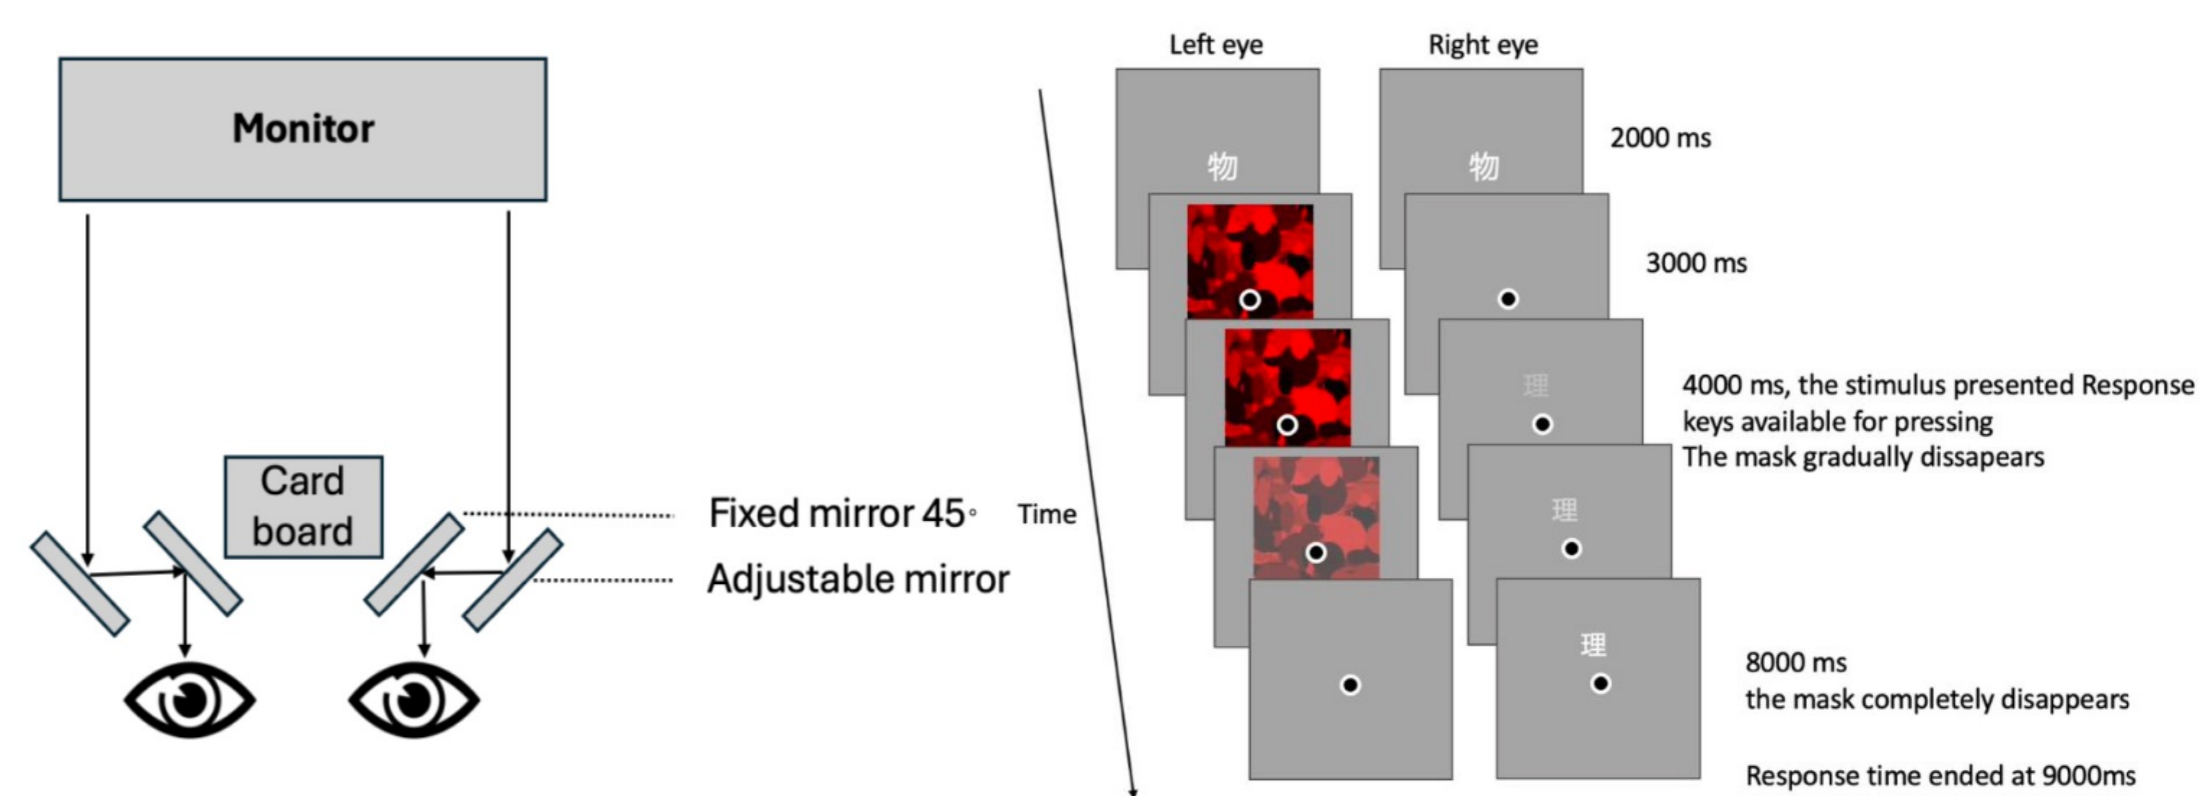 Monitor
Card
board
Fixed mirror 45°
Adjustable mirror
Time
Left eye
Right eye
物
物
2000 ms
3000 ms
理
4000 ms, the stimulus presented Response
keys available for pressing
The mask gradually dissapears
理
理
8000 ms
the mask completely disappears
Response time ended at 9000ms